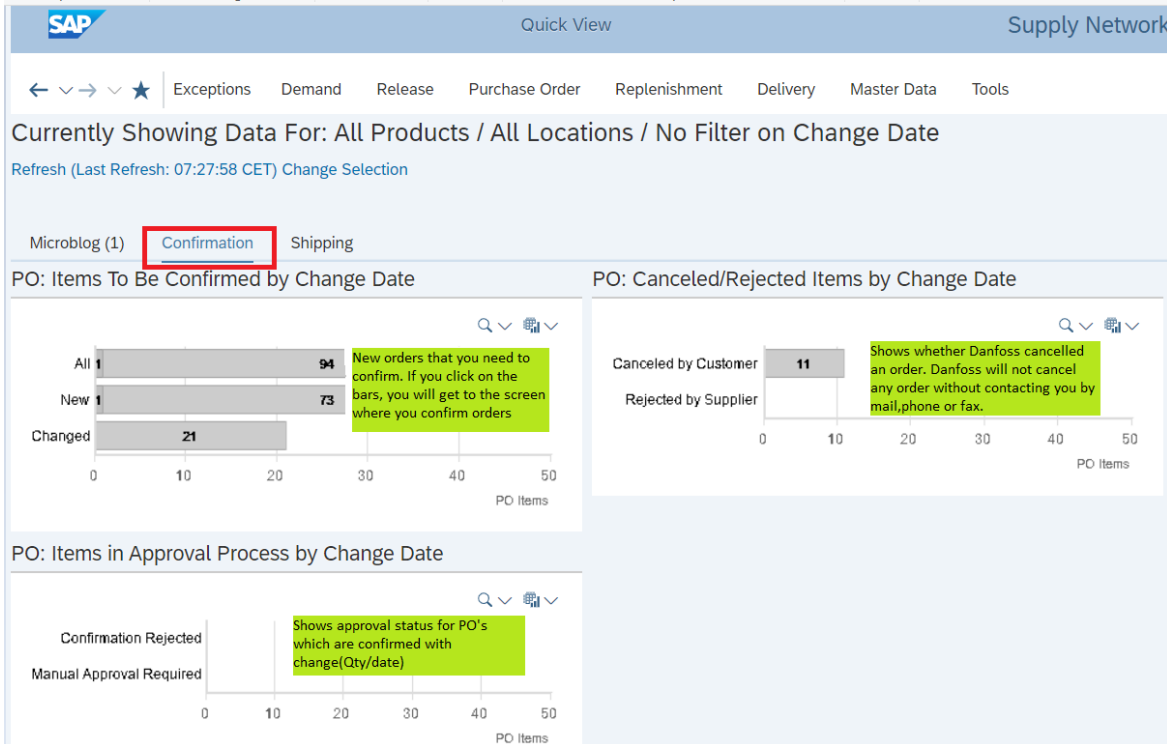 SAP Quick View Supply Network
Exceptions Demand Release Purchase Order Replenishment Delivery Master Data Tools
Currently Showing Data For: All Products / All Locations / No Filter on Change Date
Refresh (Last Refresh: 07:27:58 CET) Change Selection
Microblog (1) Confirmation Shipping
PO: Items To Be Confirmed by Change Date
All 1 94
New 1 73
Changed 21
0 10 20 30 40 50
PO Items
New orders that you need to
confirm. If you click on the
bars, you will get to the screen
where you confirm orders
PO: Canceled/Rejected Items by Change Date
Canceled by Customer 11
Rejected by Supplier
0 10 20 30 40 50
PO Items
Shows whether Danfoss cancelled
an order. Danfoss will not cancel
any order without contacting you by
mail,phone or fax.
PO: Items in Approval Process by Change Date
Confirmation Rejected
Manual Approval Required
0 10 20 30 40 50
PO Items
Shows approval status for PO's
which are confirmed with
change(Qty/date)